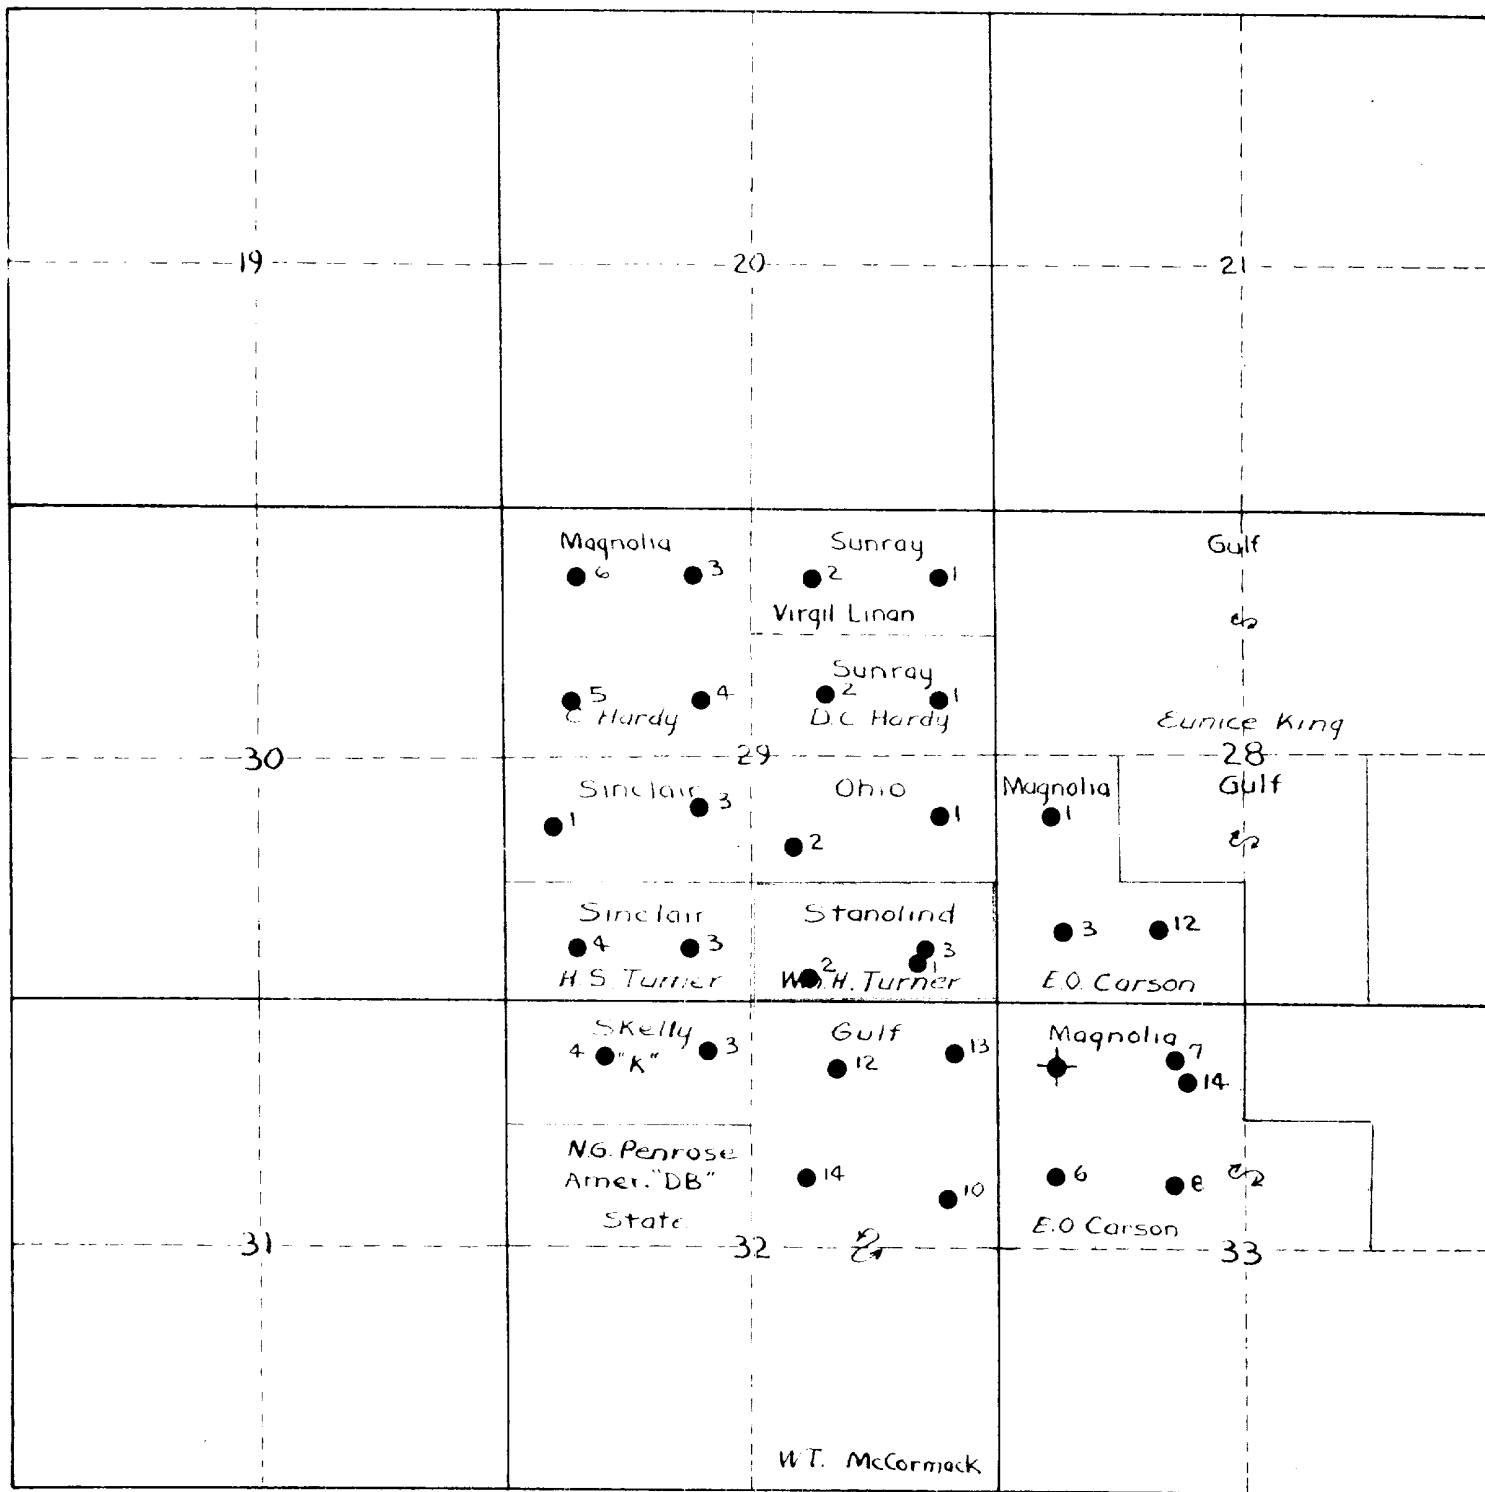 19
20
21
Magnolia
6
3
5
4
C Hardy
Sunray
2
1
Virgil Linan
Sunray
2
1
D.C Hardy
Gulf
Eunice King
30
29
28
Sinclair
3
1
Ohio
1
2
Magnolia
1
Gulf
Sinclair
4
3
H.S. Turner
Stanolind
3
2
1
H. Turner
3
12
E.O. Carson
Skelly
4
"K"
3
N.G. Penrose
Amer. "DB"
State
Gulf
13
12
14
10
Magnolia
7
14
6
8
E.O Carson
31
32
33
W.T. McCormack